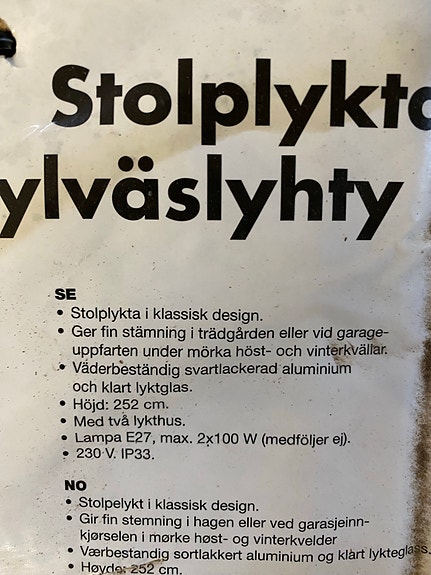 Stolplykta
ylväslyhty
SE
• Stolplykta i klassisk design.
• Ger fin stämning i trädgården eller vid garage-
uppfarten under mörka höst- och vinterkvällar.
• Väderbeständig svartlackerad aluminium
och klart lyktglas.
• Höjd: 252 cm.
• Med två lykthus.
• Lampa E27, max. 2x100 W (medföljer ej).
• 230 V. IP33.
NO
• Stolpelykt i klassisk design.
• Gir fin stemning i hagen eller ved garasjeinn-
kjørselen i mørke høst- og vinterkvelder
• Værbestandig sortlakkert aluminium og klart lykteglass.
• Høyde: 252 cm.